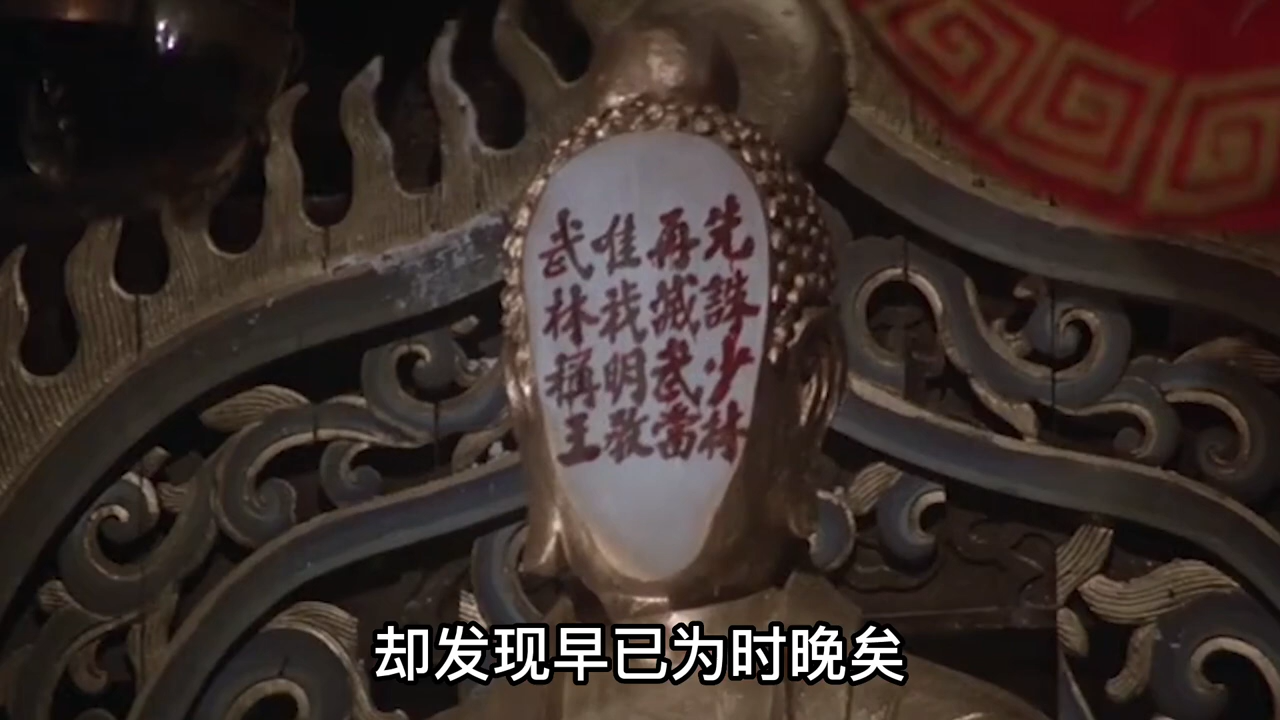 先誅少林
再滅武當
唯我明教
武林稱王
却发现早已为时晚矣